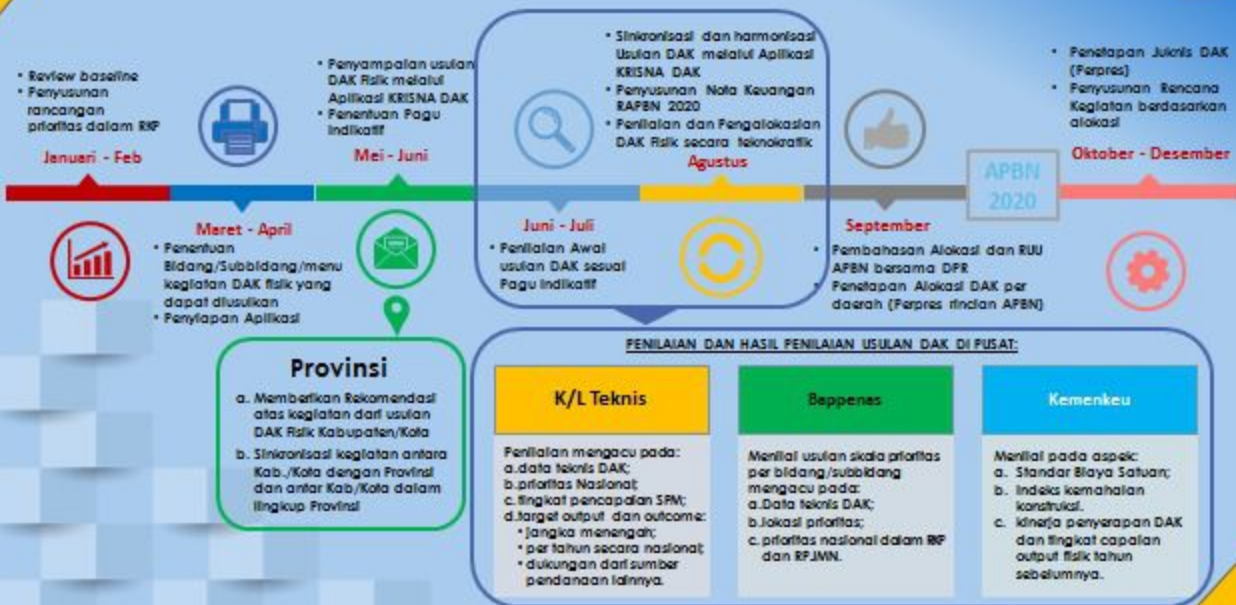 • Review baseline
• Penyusunan
rancangan
prioritas dalam RKP
Januari - Feb
Maret - April
• Penentuan
Bidang/Subbidang/menu
kegiatan DAK fisik yang
dapat diusulkan
• Penyiapan Aplikasi
• Penyampaian usulan
DAK Fisik melalui
Aplikasi KRISNA DAK
• Penentuan Pagu
Indikatif
Mei - Juni
Provinsi
a. Memberikan Rekomendasi
atas kegiatan dari usulan
DAK Fisik Kabupaten/Kota
b. Sinkronisasi kegiatan antara
Kab./Kota dengan Provinsi
dan antar Kab/Kota dalam
lingkup Provinsi
Juni - Juli
• Penilaian Awal
usulan DAK sesuai
Pagu Indikatif
• Sinkronisasi dan harmonisasi
Usulan DAK melalui Aplikasi
KRISNA DAK
• Penyusunan Nota Keuangan
RAPBN 2020
• Penilaian dan Pengalokasian
DAK Fisik secara teknokratik
Agustus
September
• Pembahasan Alokasi dan RUU
APBN bersama DPR
• Penetapan Alokasi DAK per
daerah (Perpres rincian APBN)
APBN
2020
• Penetapan Juknis DAK
(Perpres)
• Penyusunan Rencana
Kegiatan berdasarkan
alokasi
Oktober - Desember
PENILAIAN DAN HASIL PENILAIAN USULAN DAK DI PUSAT:
K/L Teknis
Penilaian mengacu pada:
a.data teknis DAK;
b.prioritas Nasional;
c.tingkat pencapaian SPM;
d.target output dan outcome:
• jangka menengah;
• per tahun secara nasional;
• dukungan dari sumber
pendanaan lainnya.
Bappenas
Menilai usulan skala prioritas
per bidang/subbidang
mengacu pada:
a.Data teknis DAK;
b.lokasi prioritas;
c.prioritas nasional dalam RKP
dan RPJMN.
Kemenkeu
Menilai pada aspek:
a. Standar Biaya Satuan;
b. indeks kemahalan
konstruksi.
c. kinerja penyerapan DAK
dan tingkat capaian
output fisik tahun
sebelumnya.